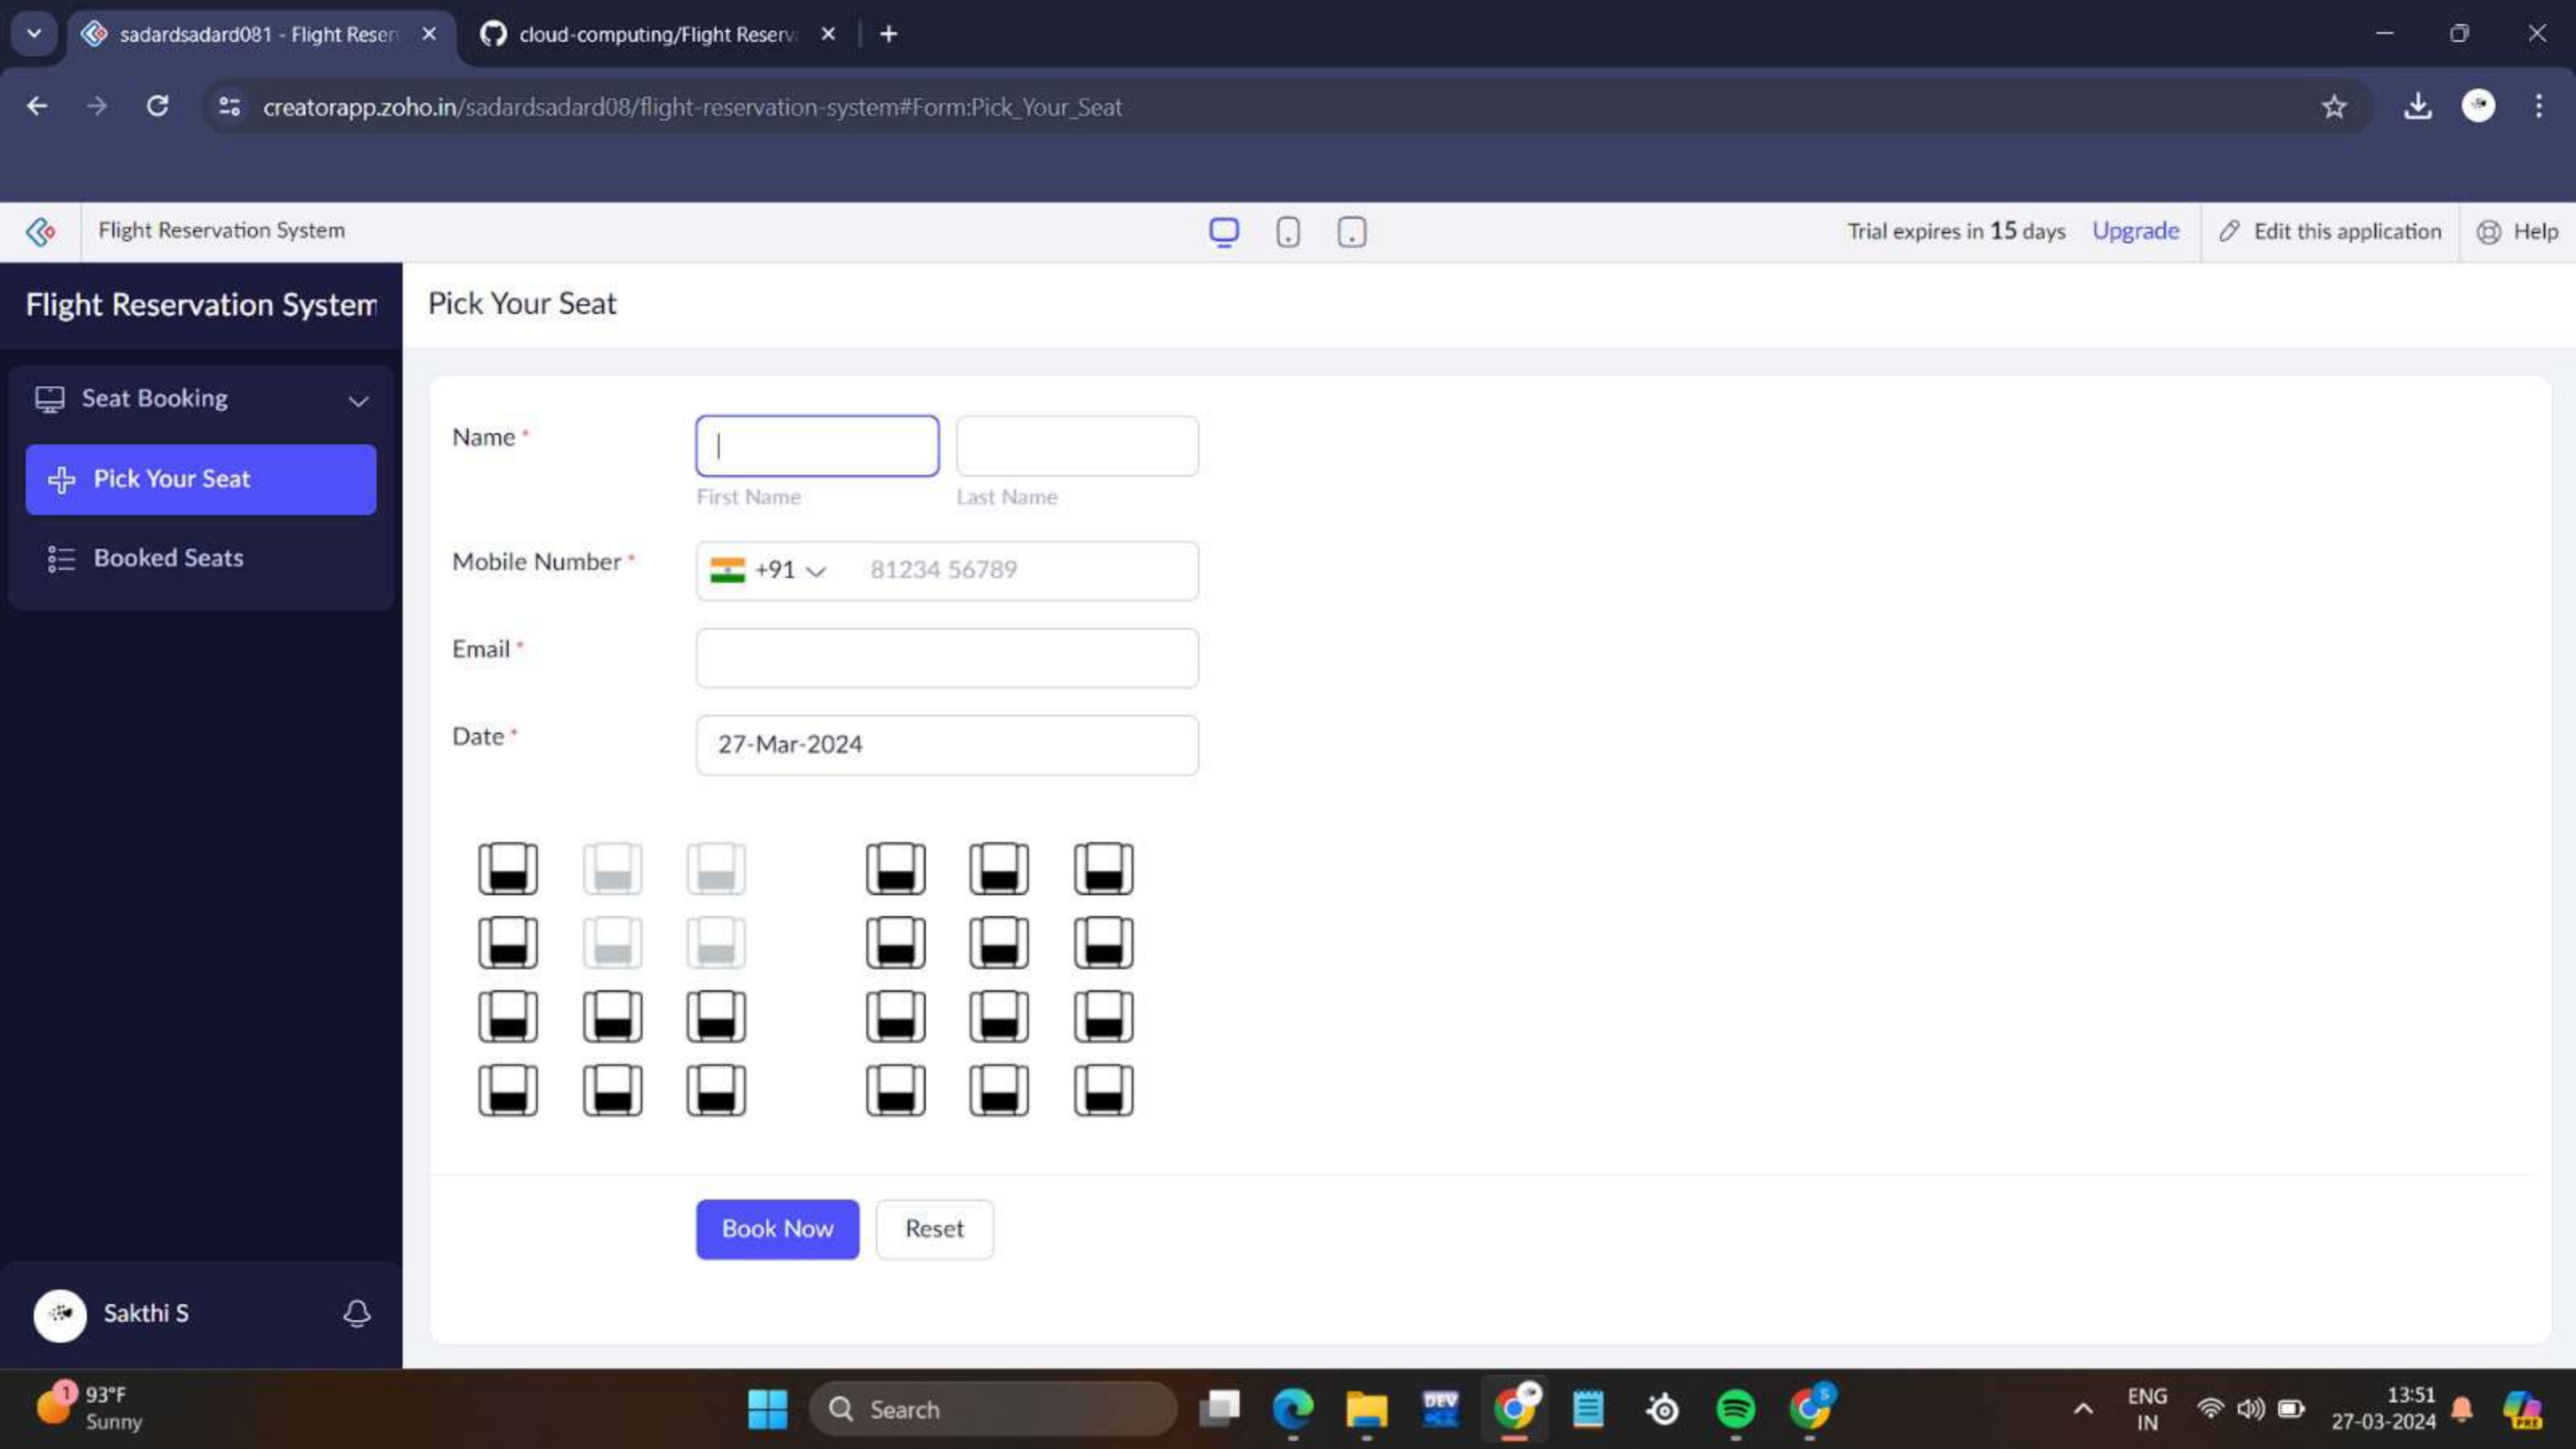 sadardsadard081 - Flight Reser
cloud-computing/Flight Reserv
creatorapp.zoho.in/sadardsadard08/flight-reservation-system#Form:Pick_Your_Seat
Flight Reservation System
Trial expires in 15 days Upgrade
Edit this application
Help
Flight Reservation System
Pick Your Seat
Seat Booking
Pick Your Seat
Booked Seats
Name *
First Name
Last Name
Mobile Number *
+91
81234 56789
Email *
Date *
27-Mar-2024
Book Now
Reset
Sakthi S
1
93°F
Sunny
Search
DEV
S
ENG
IN
13:51
27-03-2024
PRE